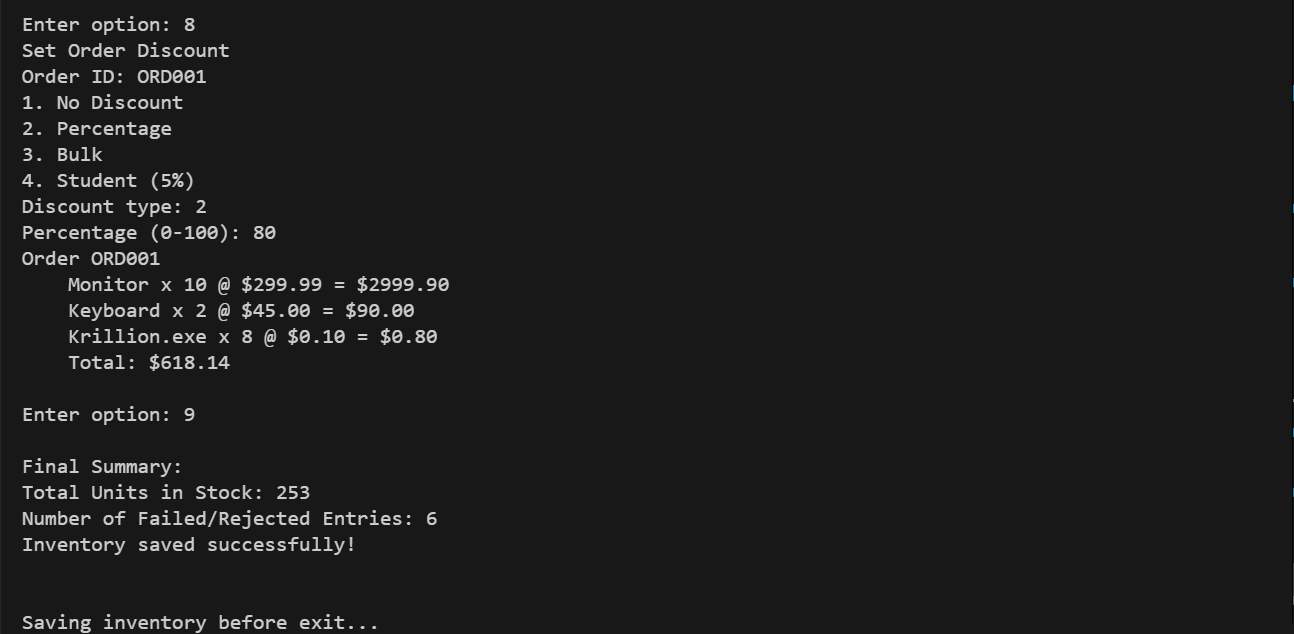 Enter option: 8
Set Order Discount
Order ID: ORD001
1. No Discount
2. Percentage
3. Bulk
4. Student (5%)
Discount type: 2
Percentage (0-100): 80
Order ORD001
    Monitor x 10 @ $299.99 = $2999.90
    Keyboard x 2 @ $45.00 = $90.00
    Krillion.exe x 8 @ $0.10 = $0.80
    Total: $618.14
Enter option: 9
Final Summary:
Total Units in Stock: 253
Number of Failed/Rejected Entries: 6
Inventory saved successfully!
Saving inventory before exit...